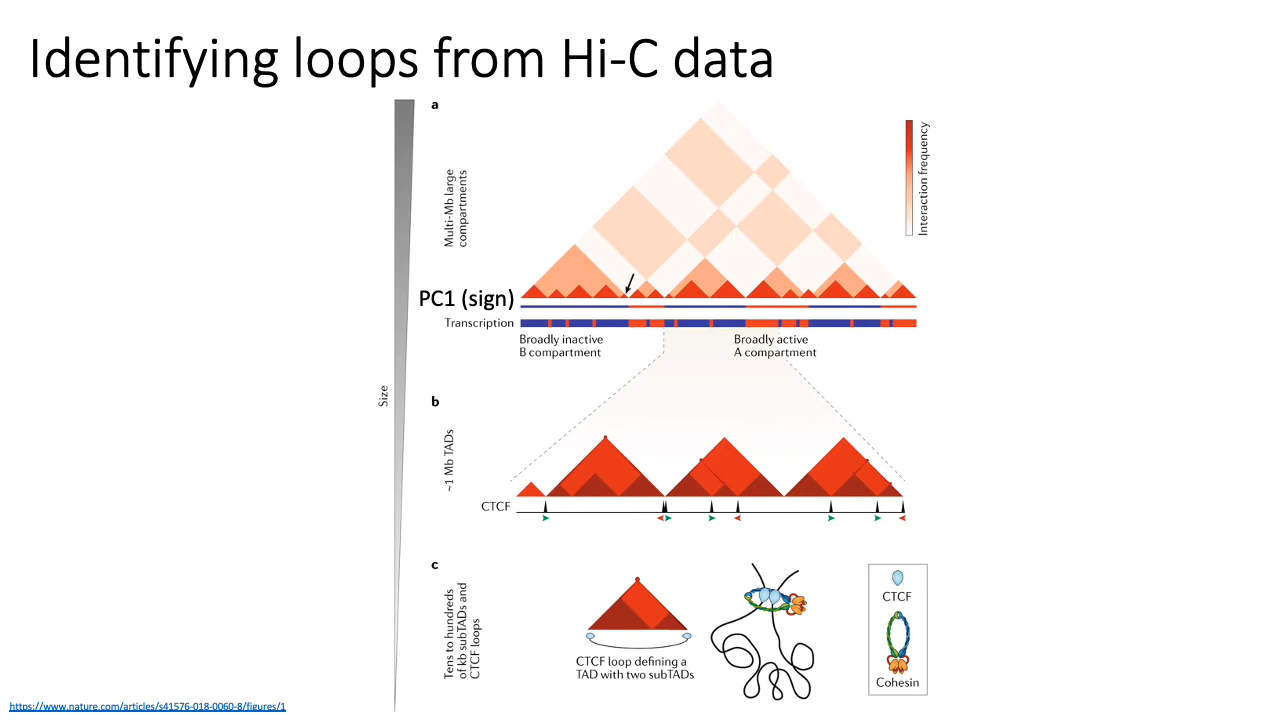 Identifying loops from Hi-C data
a
Multi-Mb large
compartments
Interaction frequency
PC1 (sign)
Transcription
Broadly inactive
B compartment
Broadly active
A compartment
Size
b
~1 Mb TADs
CTCF
c
Tens to hundreds
of kb subTADs and
CTCF loops
CTCF loop defining a
TAD with two subTADs
CTCF
Cohesin
https://www.nature.com/articles/s41576-018-0060-8/figures/1